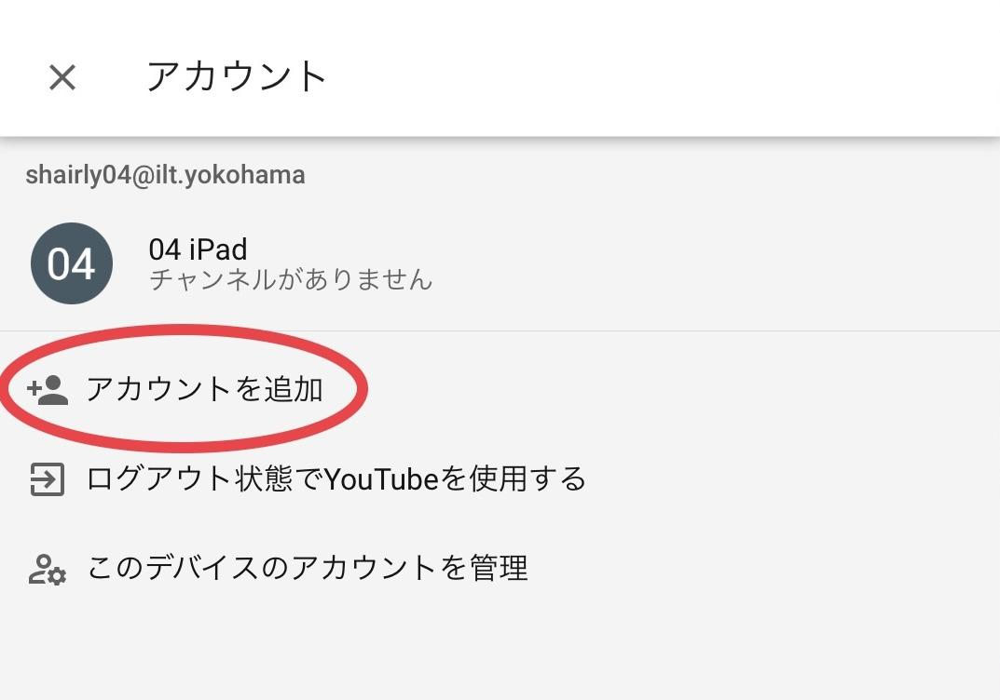 アカウント
shairly04@ilt.yokohama
04
04 iPad
チャンネルがありません
アカウントを追加
ログアウト状態でYouTubeを使用する
このデバイスのアカウントを管理